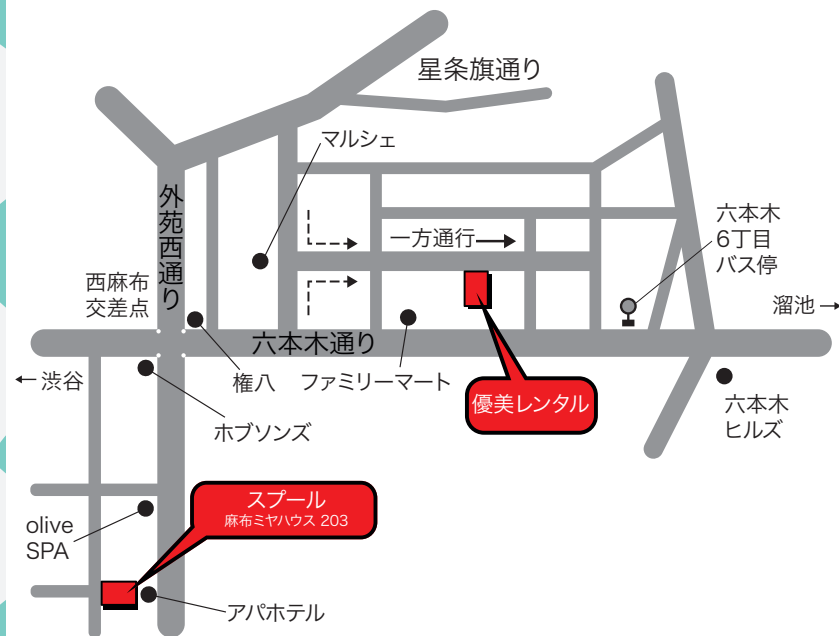 星条旗通り
マルシェ
外苑西通り
一方通行
六本木
6丁目
バス停
西麻布
交差点
溜池→
六本木通り
←渋谷
権八
ファミリーマート
優美レンタル
六本木
ヒルズ
ホブソンズ
スプール
麻布ミヤハウス 203
olive
SPA
アパホテル